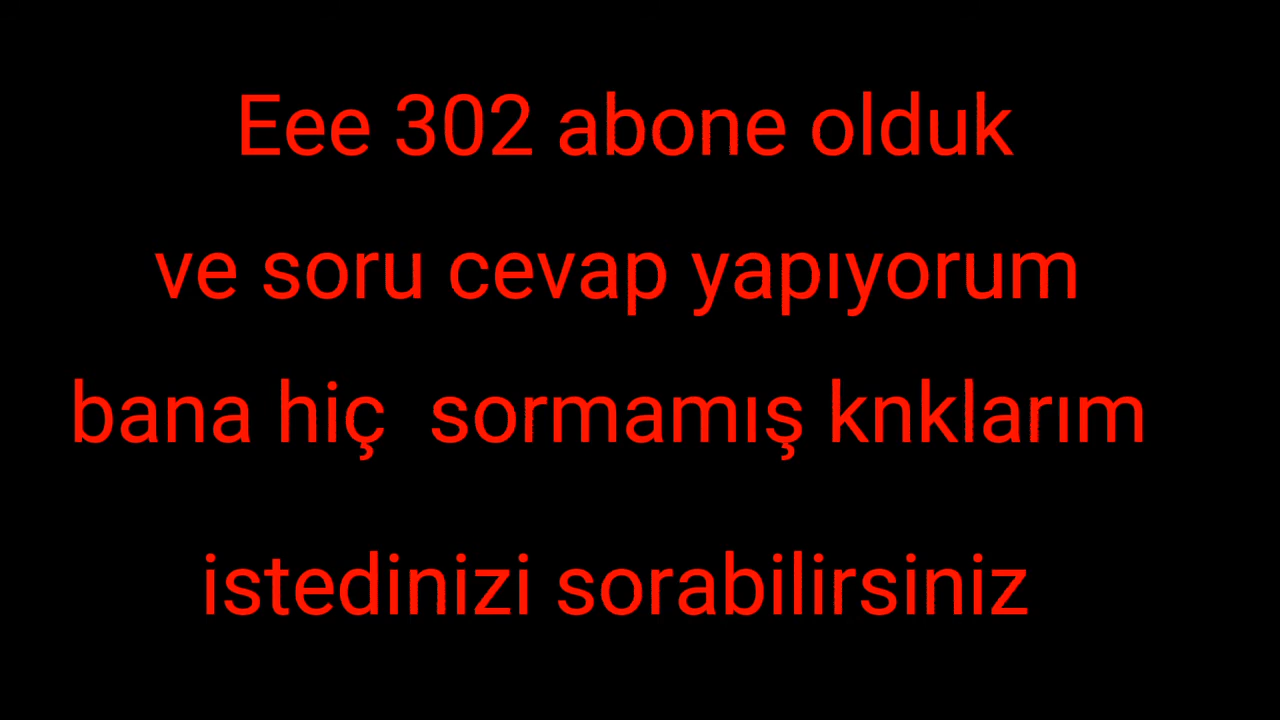 Eee 302 abone olduk
ve soru cevap yapıyorum
bana hiç  sormamış knklarım
istedinizi sorabilirsiniz